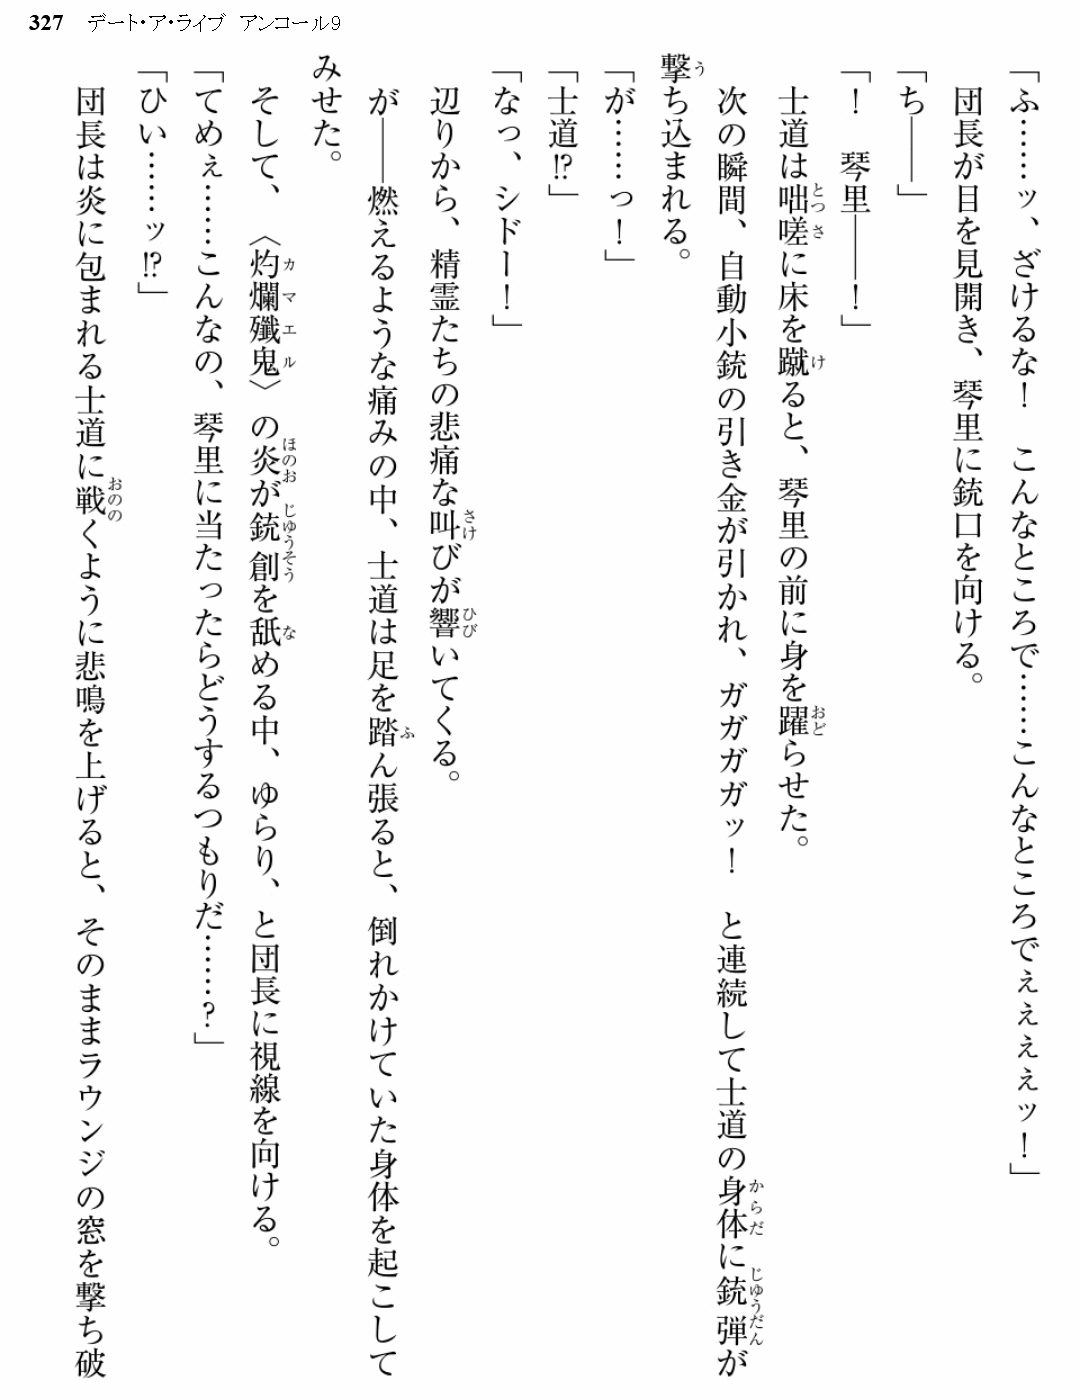 327 デート・ア・ライブ アンコール9
「ふ……ッ、ざけるな！　こんなところで……こんなところでぇぇぇぇッ！」
団長が目を見開き、琴里に銃口を向ける。
「ち――」
「！　琴里――！」
士道は咄嗟に床を蹴ると、琴里の前に身を躍らせた。
次の瞬間、自動小銃の引き金が引かれ、ガガガガッ！　と連続して士道の身体に銃弾が
撃ち込まれる。
「が……っ！」
「士道!?」
「なっ、シドー！」
辺りから、精霊たちの悲痛な叫びが響いてくる。
が――燃えるような痛みの中、士道は足を踏ん張ると、倒れかけていた身体を起こして
みせた。
そして、〈灼爛殲鬼〉の炎が銃創を舐める中、ゆらり、と団長に視線を向ける。
「てめぇ……こんなの、琴里に当たったらどうするつもりだ……？」
「ひい……ッ!?」
団長は炎に包まれる士道に戦くように悲鳴を上げると、そのままラウンジの窓を撃ち破